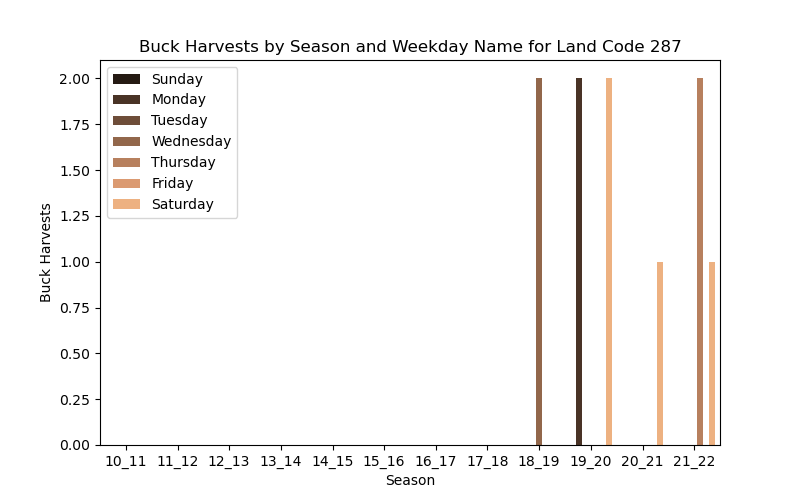 Buck Harvests by Season and Weekday Name for Land Code 287
Sunday
Monday
Tuesday
Wednesday
Thursday
Friday
Saturday
2.00
1.75
1.50
1.25
1.00
0.75
0.50
0.25
0.00
Buck Harvests
10_11 11_12 12_13 13_14 14_15 15_16 16_17 17_18 18_19 19_20 20_21 21_22
Season